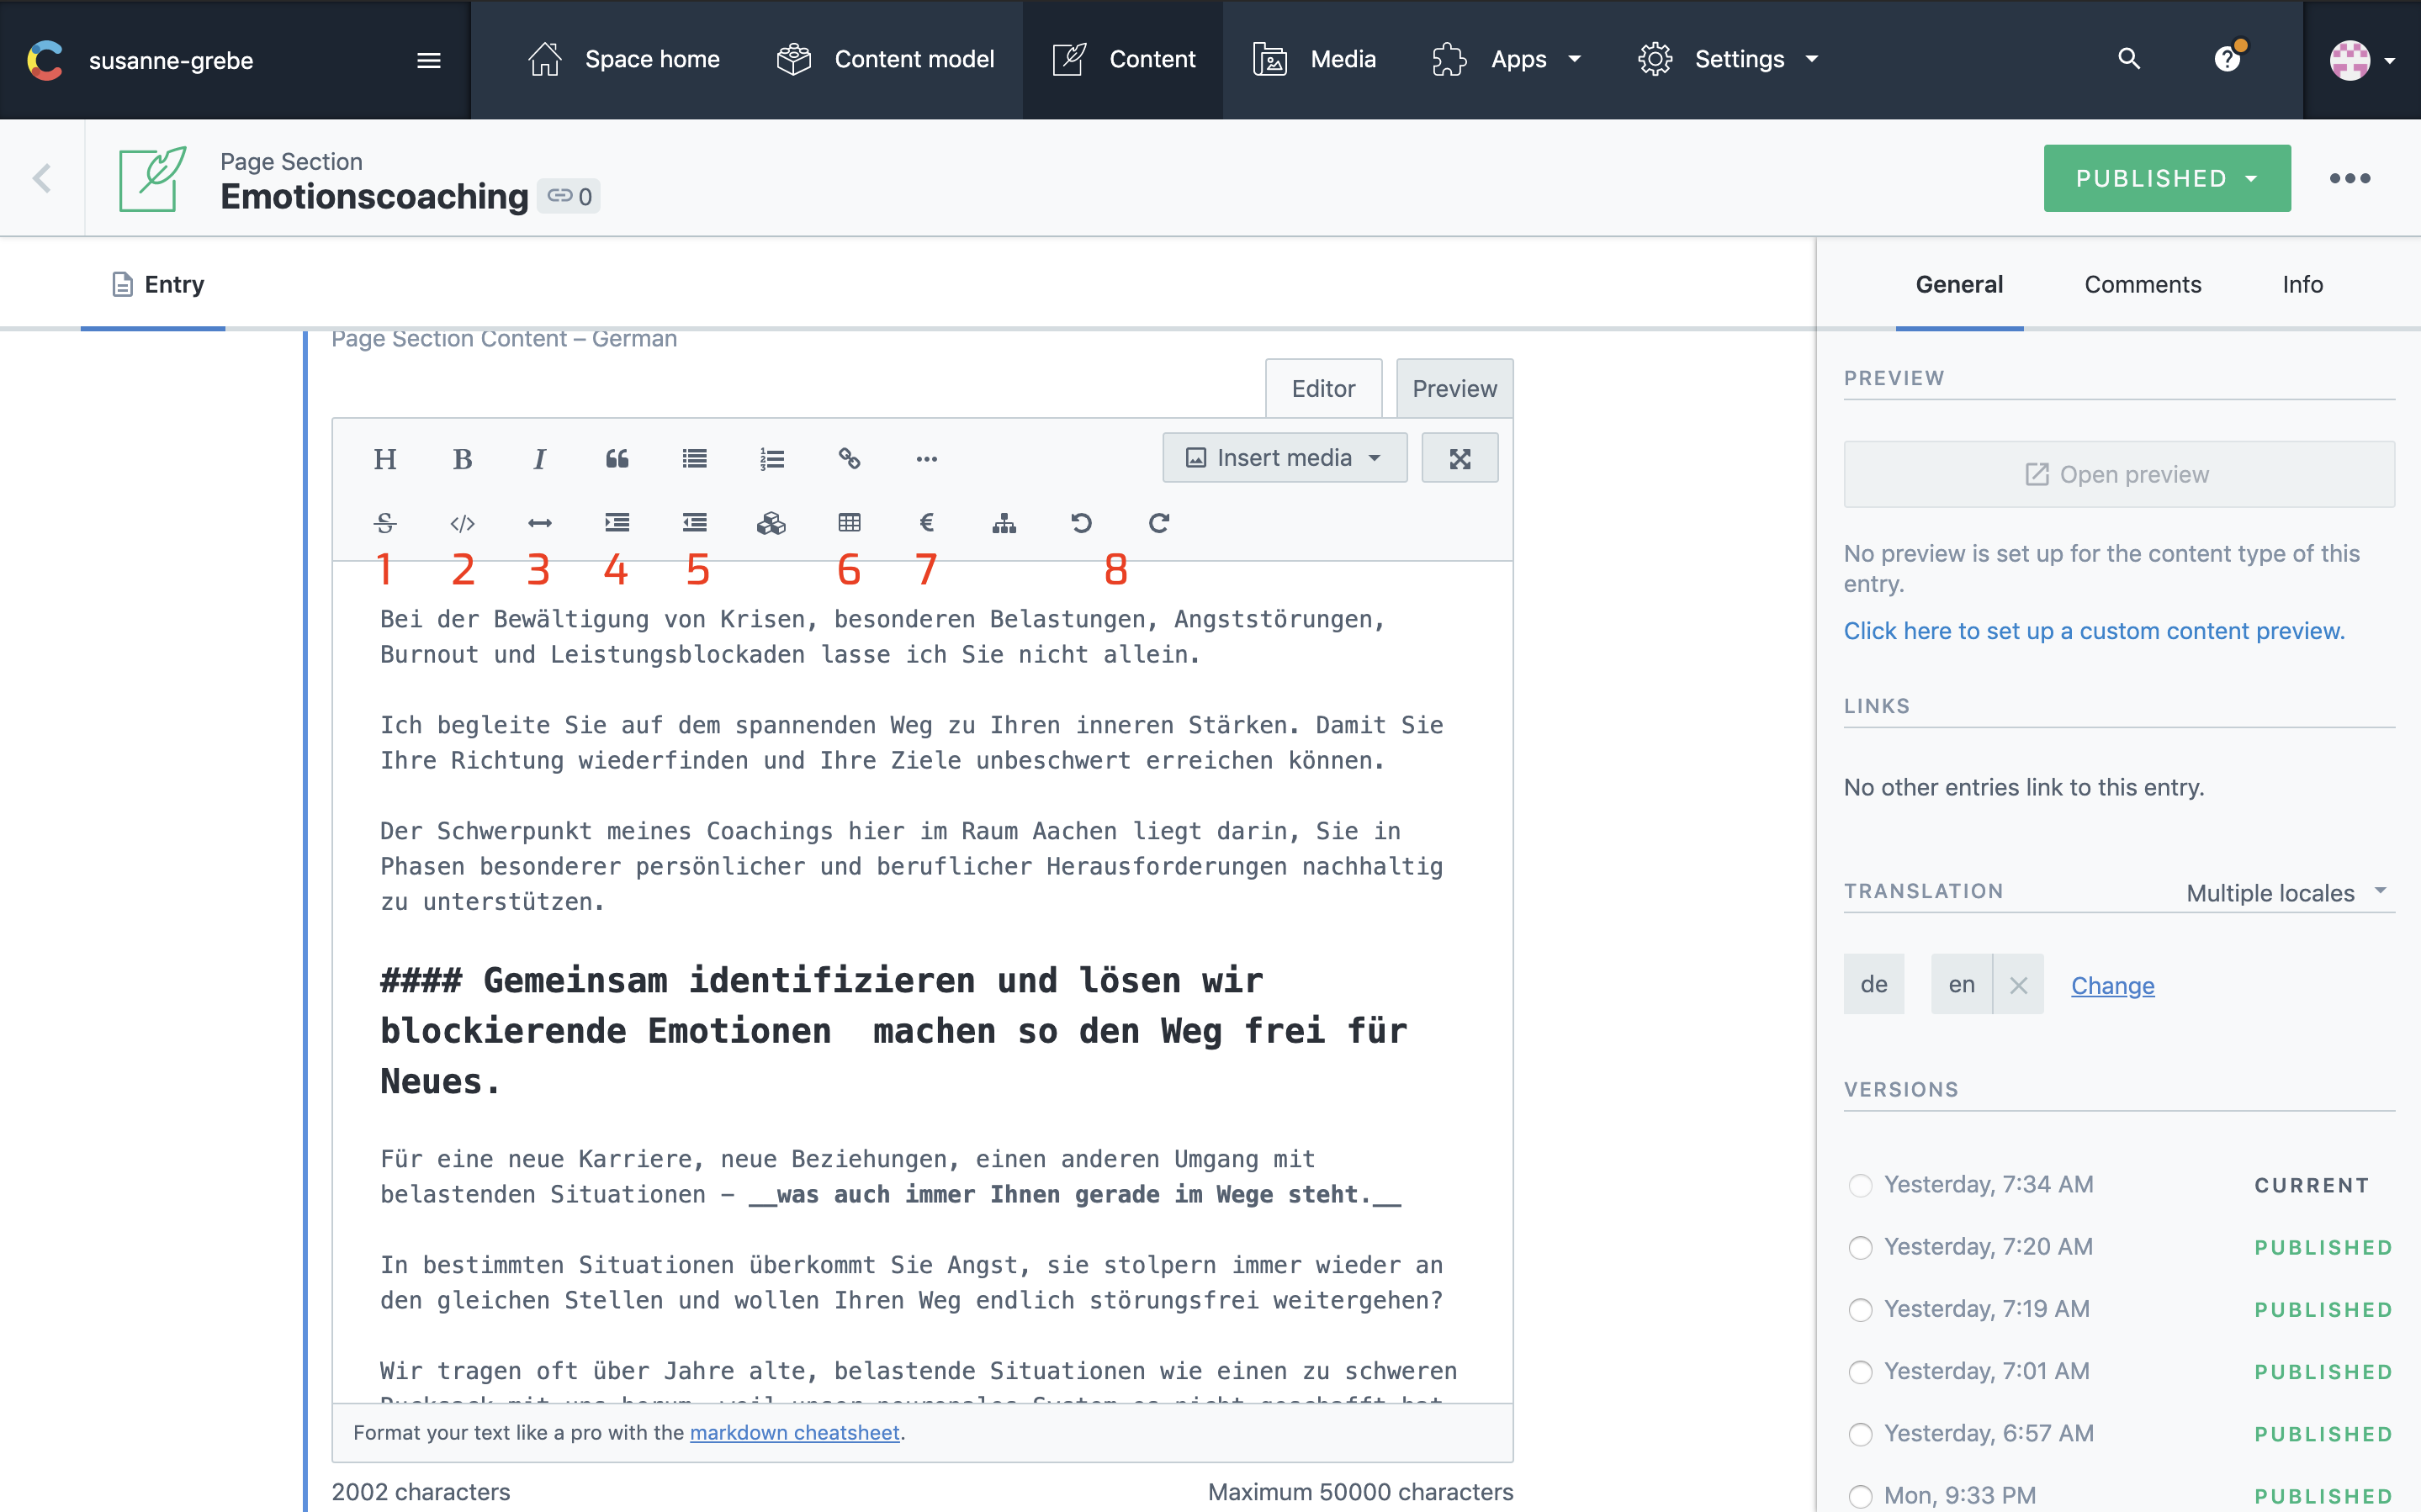 susanne-grebe
Space home
Content model
Content
Media
Apps
Settings
Page Section
Emotionscoaching
0
PUBLISHED
Entry
General
Comments
Info
Page Section Content – German
Editor
Preview
H B I
Insert media
1 2 3 4 5 6 7 8
Bei der Bewältigung von Krisen, besonderen Belastungen, Angststörungen,
Burnout und Leistungsblockaden lasse ich Sie nicht allein.
Ich begleite Sie auf dem spannenden Weg zu Ihren inneren Stärken. Damit Sie
Ihre Richtung wiederfinden und Ihre Ziele unbeschwert erreichen können.
Der Schwerpunkt meines Coachings hier im Raum Aachen liegt darin, Sie in
Phasen besonderer persönlicher und beruflicher Herausforderungen nachhaltig
zu unterstützen.
#### Gemeinsam identifizieren und lösen wir
blockierende Emotionen  machen so den Weg frei für
Neues.
Für eine neue Karriere, neue Beziehungen, einen anderen Umgang mit
belastenden Situationen – __was auch immer Ihnen gerade im Wege steht.__
In bestimmten Situationen überkommt Sie Angst, sie stolpern immer wieder an
den gleichen Stellen und wollen Ihren Weg endlich störungsfrei weitergehen?
Wir tragen oft über Jahre alte, belastende Situationen wie einen zu schweren
Rucksack mit uns herum, weil unser neuronales System es nicht geschafft hat
Format your text like a pro with the markdown cheatsheet.
2002 characters
Maximum 50000 characters
PREVIEW
Open preview
No preview is set up for the content type of this
entry.
Click here to set up a custom content preview.
LINKS
No other entries link to this entry.
TRANSLATION
Multiple locales
de
en
Change
VERSIONS
Yesterday, 7:34 AM CURRENT
Yesterday, 7:20 AM PUBLISHED
Yesterday, 7:19 AM PUBLISHED
Yesterday, 7:01 AM PUBLISHED
Yesterday, 6:57 AM PUBLISHED
Mon, 9:33 PM PUBLISHED